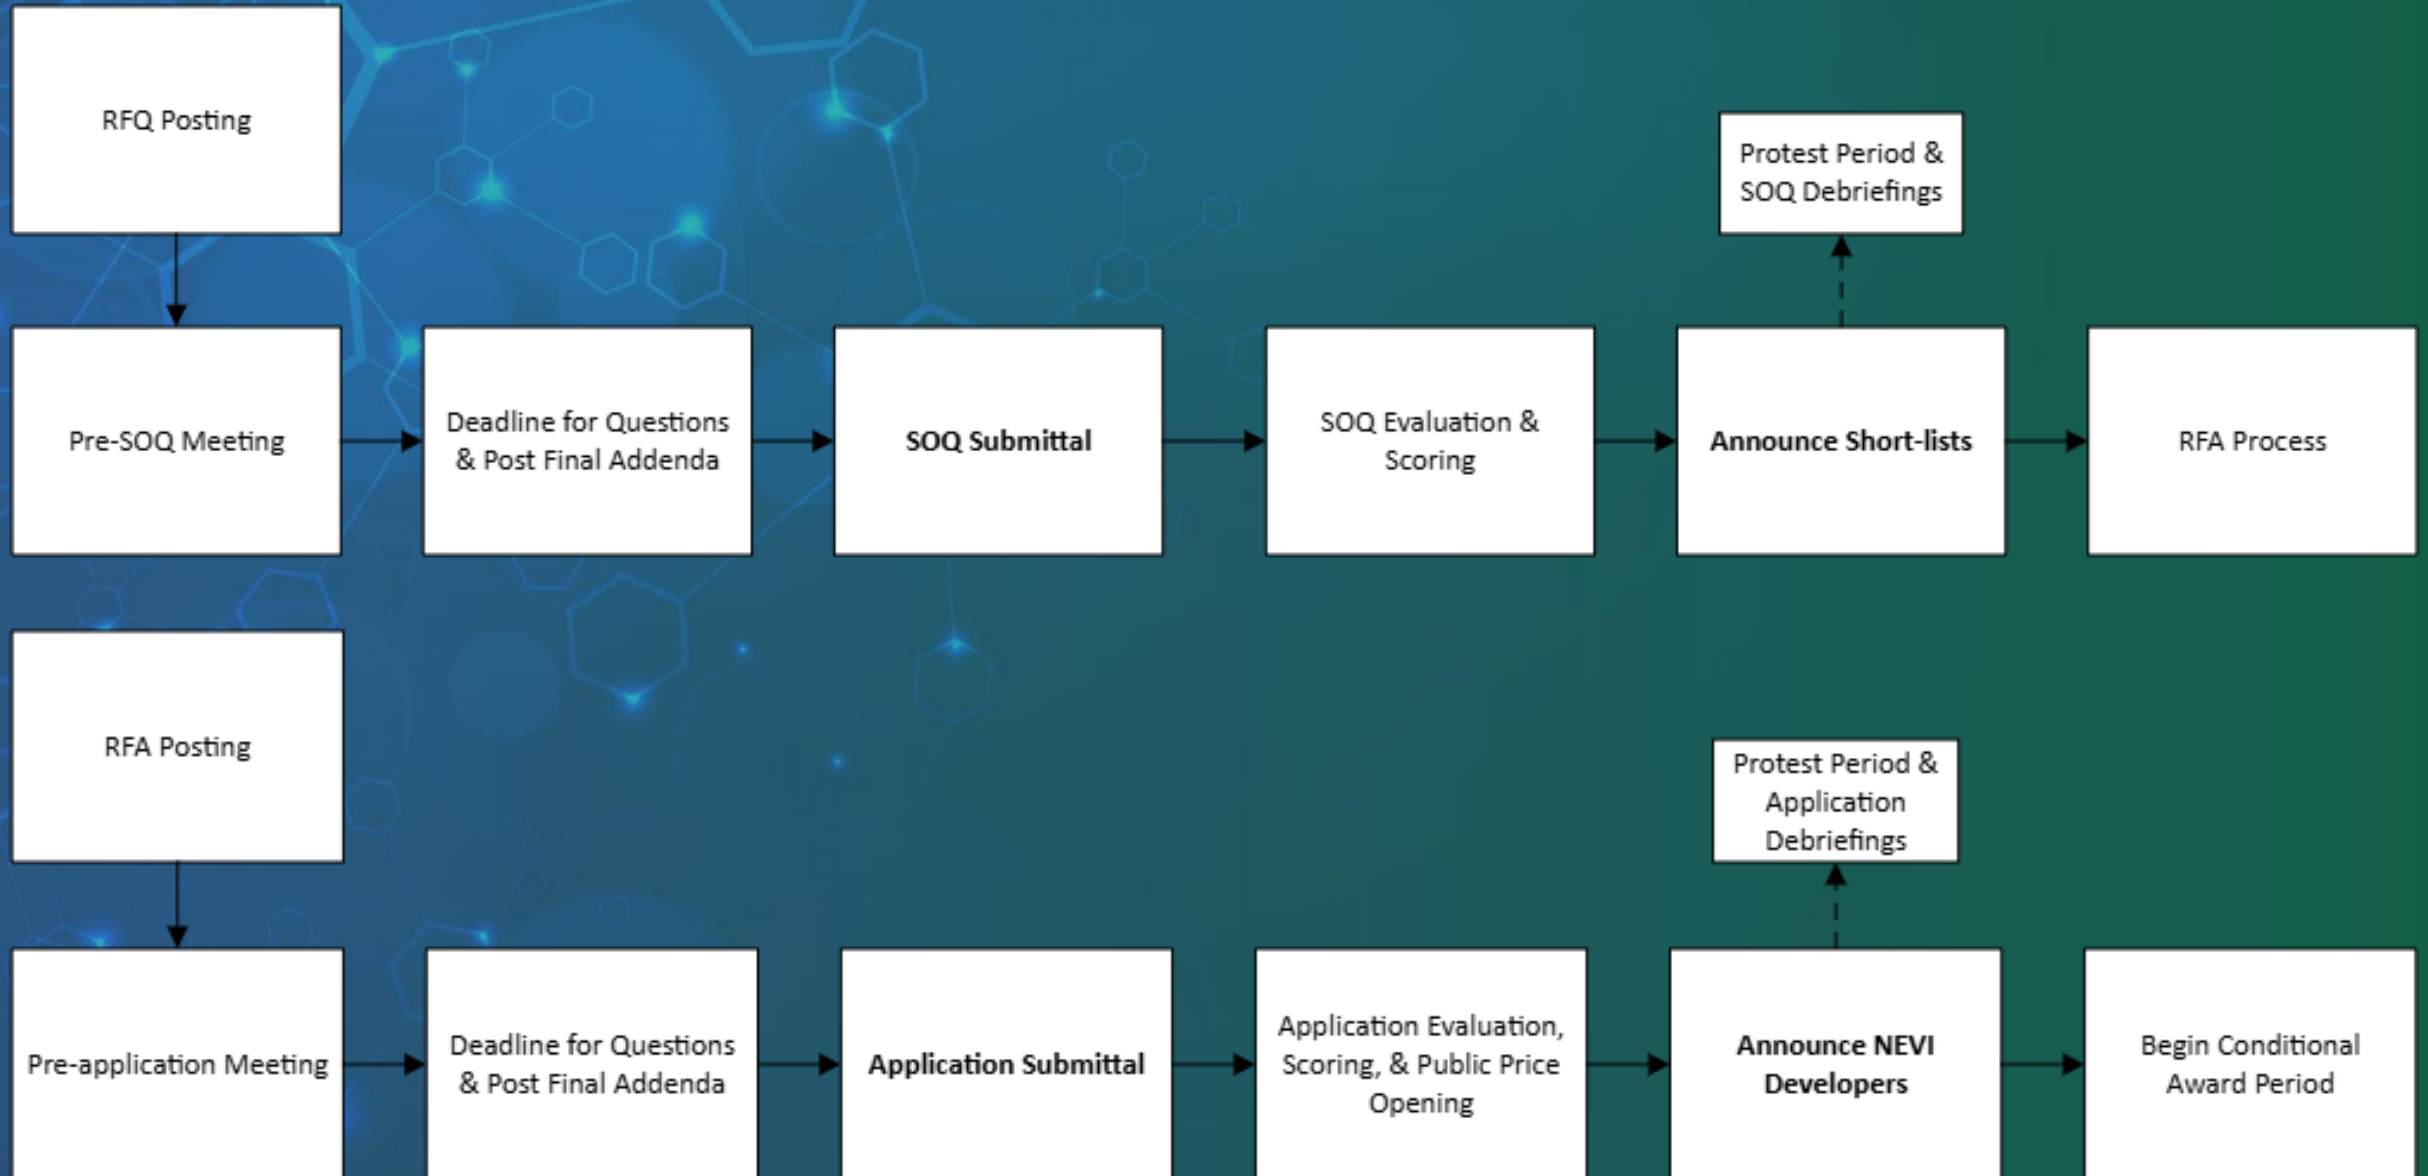 RFQ Posting
Protest Period &
SOQ Debriefings
Pre-SOQ Meeting
Deadline for Questions
& Post Final Addenda
SOQ Submittal
SOQ Evaluation &
Scoring
Announce Short-lists
RFA Process
RFA Posting
Protest Period &
Application
Debriefings
Pre-application Meeting
Deadline for Questions
& Post Final Addenda
Application Submittal
Application Evaluation,
Scoring, & Public Price
Opening
Announce NEVI
Developers
Begin Conditional
Award Period